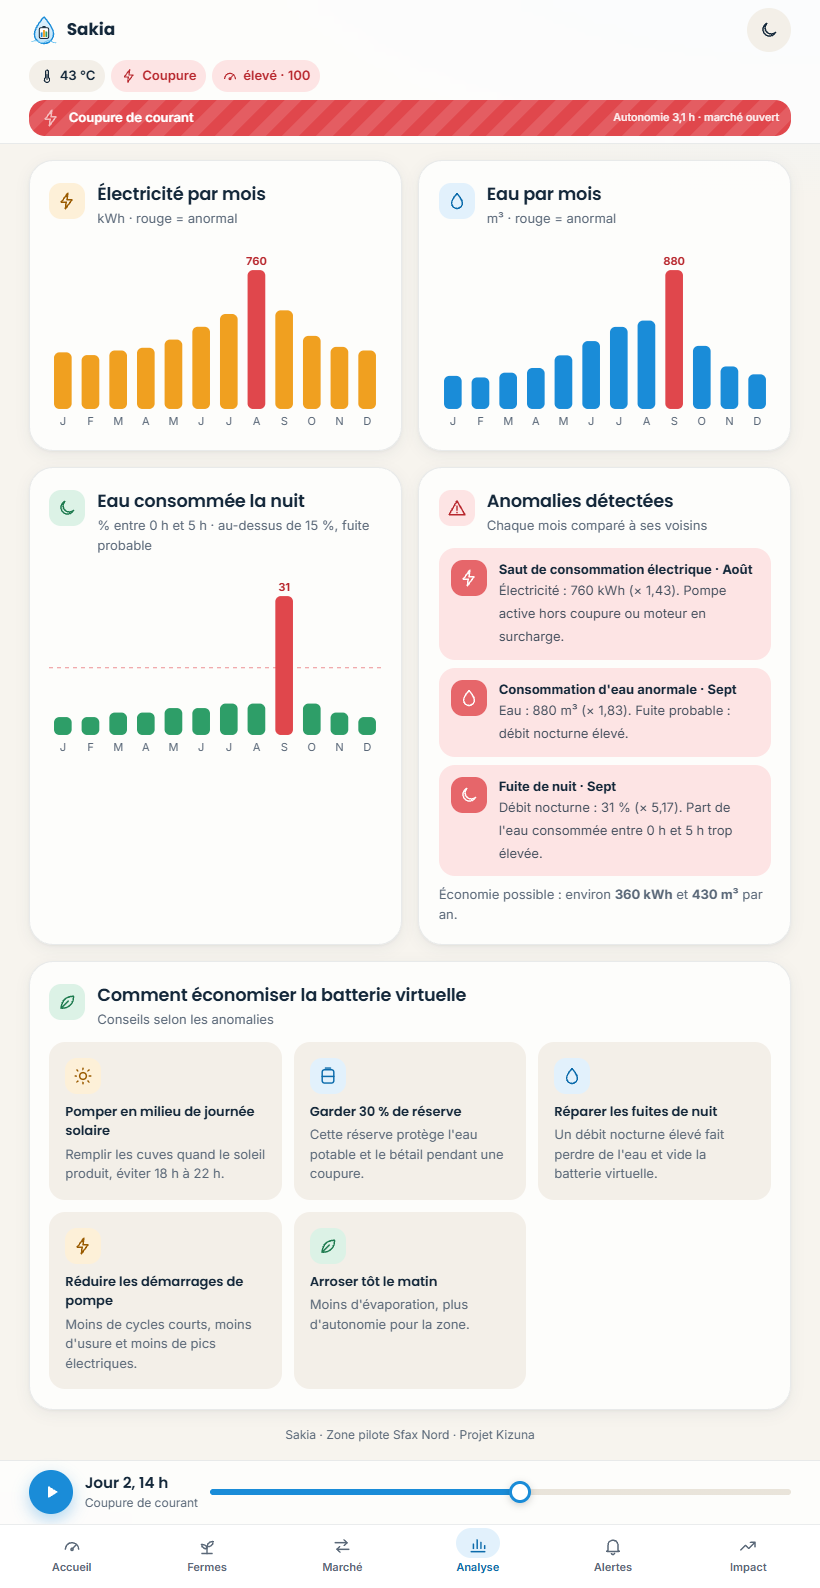 Sakia
43 °C
Coupure
élevé · 100
Coupure de courant
Autonomie 3,1 h · marché ouvert
Électricité par mois
kWh · rouge = anormal
760
J F M A M J J A S O N D
Eau par mois
m³ · rouge = anormal
880
J F M A M J J A S O N D
Eau consommée la nuit
% entre 0 h et 5 h · au-dessus de 15 %, fuite
probable
31
J F M A M J J A S O N D
Anomalies détectées
Chaque mois comparé à ses voisins
Saut de consommation électrique · Août
Électricité : 760 kWh (× 1,43). Pompe
active hors coupure ou moteur en
surcharge.
Consommation d'eau anormale · Sept
Eau : 880 m³ (× 1,83). Fuite probable :
débit nocturne élevé.
Fuite de nuit · Sept
Débit nocturne : 31 % (× 5,17). Part de
l'eau consommée entre 0 h et 5 h trop
élevée.
Économie possible : environ 360 kWh et 430 m³ par
an.
Comment économiser la batterie virtuelle
Conseils selon les anomalies
Pomper en milieu de journée
solaire
Remplir les cuves quand le soleil
produit, éviter 18 h à 22 h.
Garder 30 % de réserve
Cette réserve protège l'eau
potable et le bétail pendant une
coupure.
Réparer les fuites de nuit
Un débit nocturne élevé fait
perdre de l'eau et vide la
batterie virtuelle.
Réduire les démarrages de
pompe
Moins de cycles courts, moins
d'usure et moins de pics
électriques.
Arroser tôt le matin
Moins d'évaporation, plus
d'autonomie pour la zone.
Sakia · Zone pilote Sfax Nord · Projet Kizuna
Jour 2, 14 h
Coupure de courant
Accueil
Fermes
Marché
Analyse
Alertes
Impact